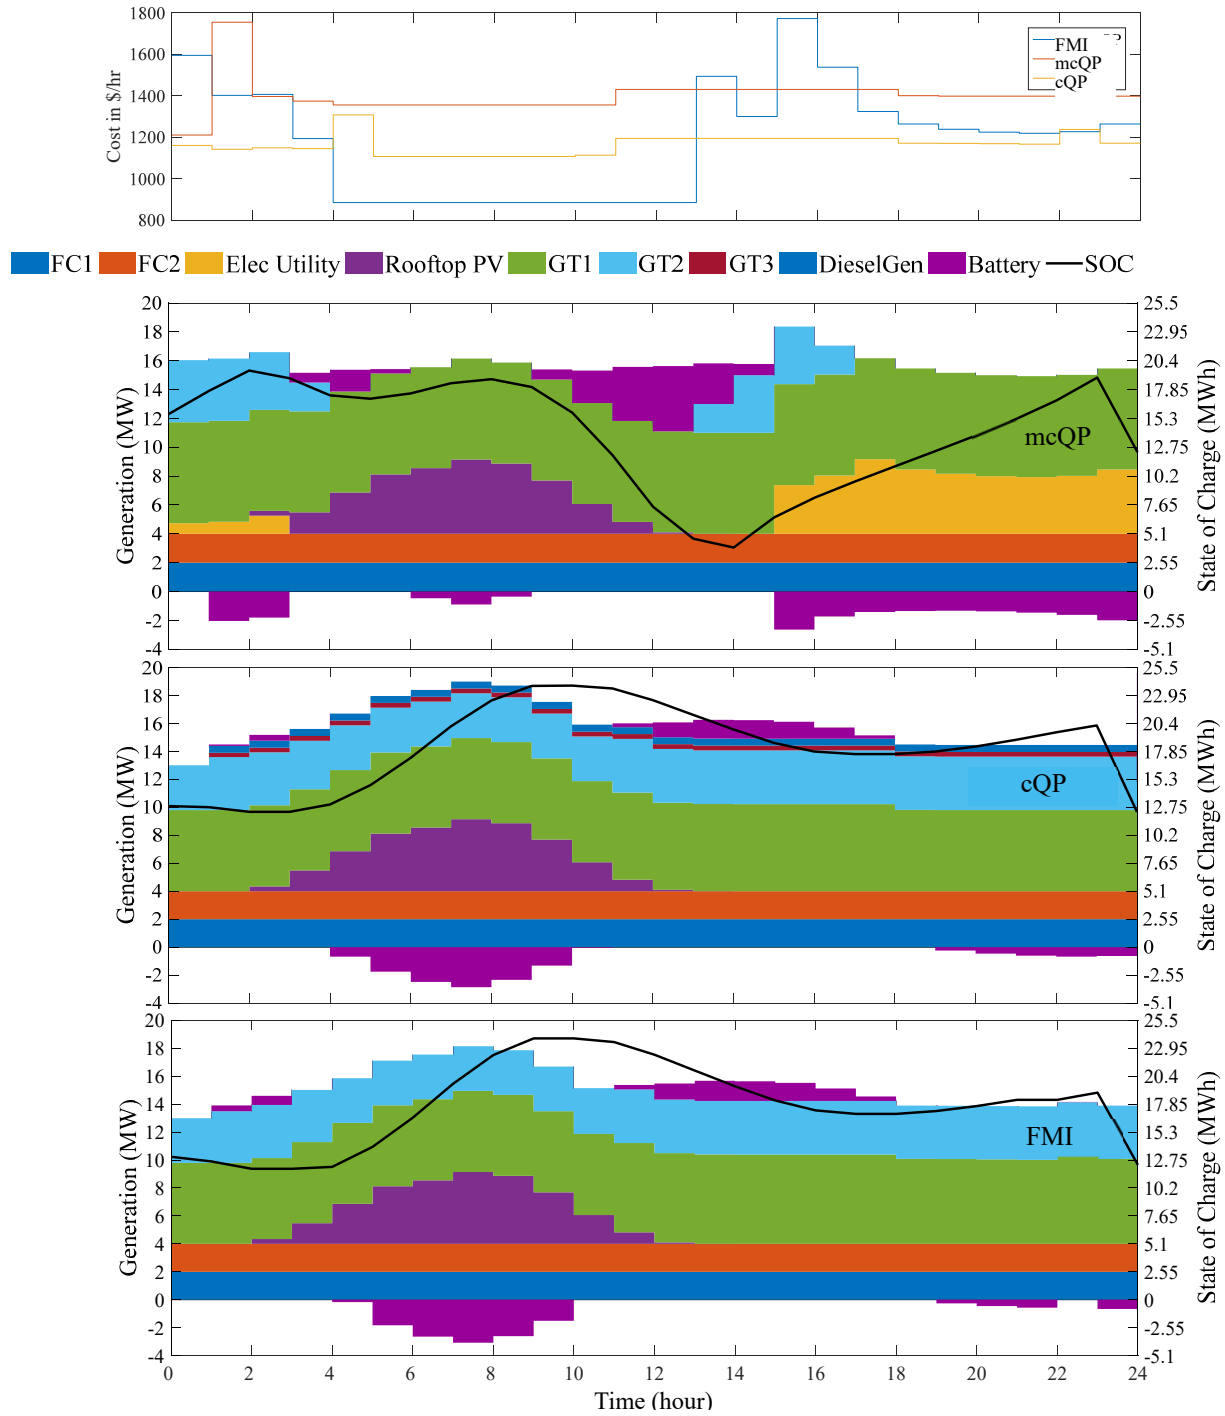 1800
1600
1400
1200
1000
800
Cost in $/hr
FMI
mcQP
cQP
FC1 FC2 Elec Utility Rooftop PV GT1 GT2 GT3 DieselGen Battery SOC
20 25.5
18 22.95
16 20.4
14 17.85
12 15.3
10 12.75
8 10.2
6 7.65
4 5.1
2 2.55
0 0
-2 -2.55
-4 -5.1
Generation (MW)
State of Charge (MWh)
mcQP
20 25.5
18 22.95
16 20.4
14 17.85
12 15.3
10 12.75
8 10.2
6 7.65
4 5.1
2 2.55
0 0
-2 -2.55
-4 -5.1
Generation (MW)
State of Charge (MWh)
cQP
20 25.5
18 22.95
16 20.4
14 17.85
12 15.3
10 12.75
8 10.2
6 7.65
4 5.1
2 2.55
0 0
-2 -2.55
-4 -5.1
Generation (MW)
State of Charge (MWh)
FMI
0 2 4 6 8 10 12 14 16 18 20 22 24
Time (hour)